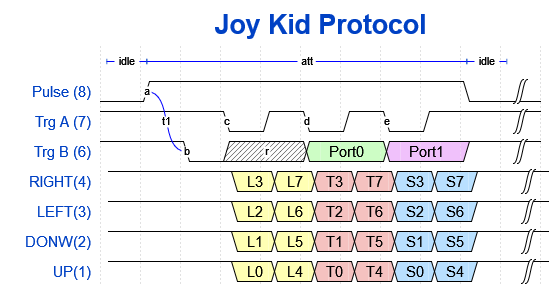 Joy Kid Protocol
idle att idle
Pulse (8) a
Trg A (7) t1 c d e
Trg B (6) b r Port0 Port1
RIGHT(4) L3 L7 T3 T7 S3 S7
LEFT(3) L2 L6 T2 T6 S2 S6
DONW(2) L1 L5 T1 T5 S1 S5
UP(1) L0 L4 T0 T4 S0 S4